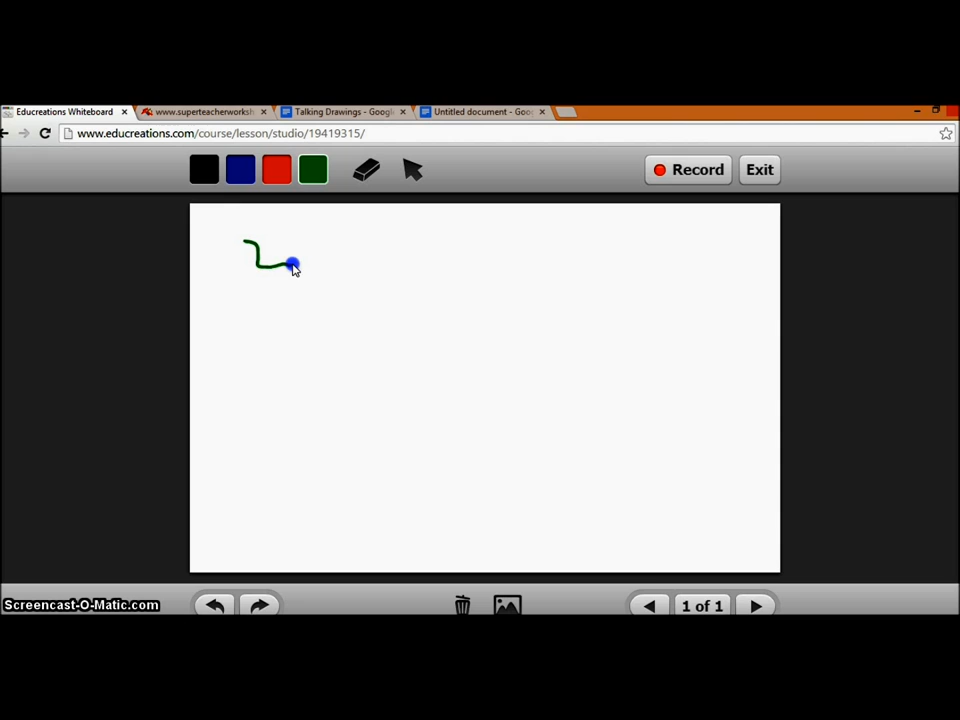 Educreations Whiteboard www.superteacherworksh Talking Drawings - Googl Untitled document - Goog
www.educreations.com/course/lesson/studio/19419315/
Record Exit
Screencast-O-Matic.com 1 of 1